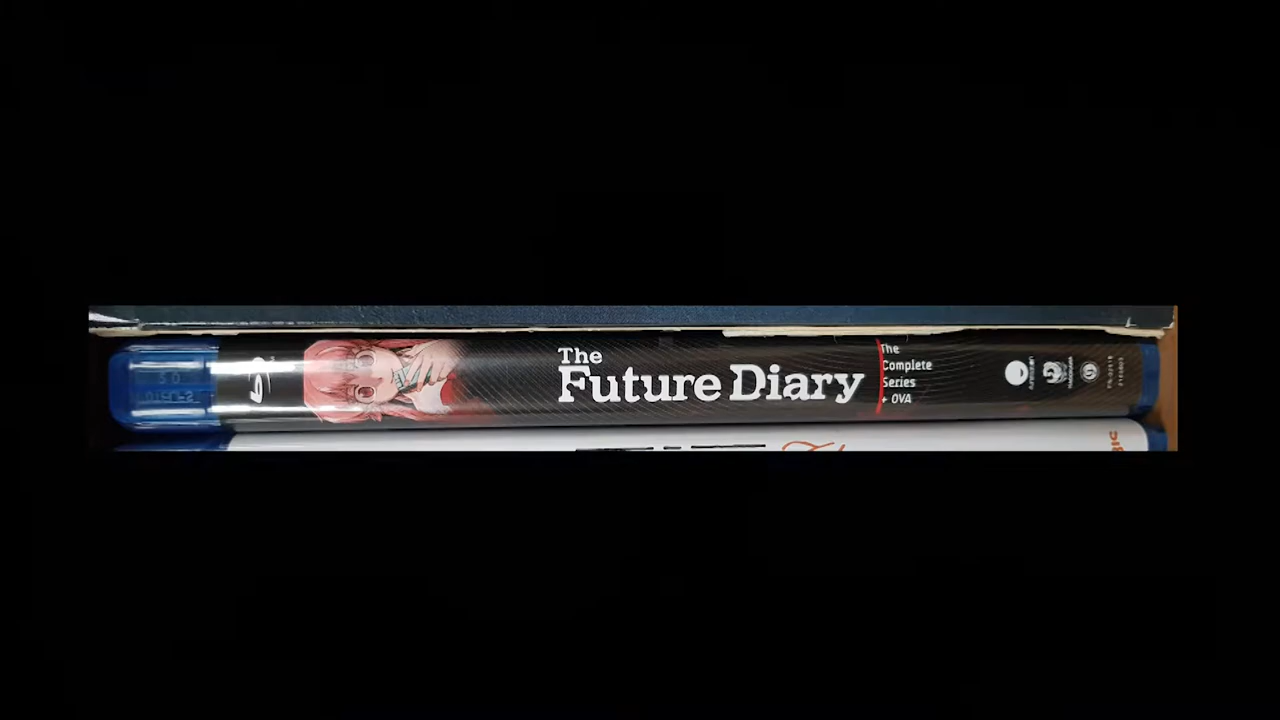 The
Future Diary
The
Complete
Series
+ OVA